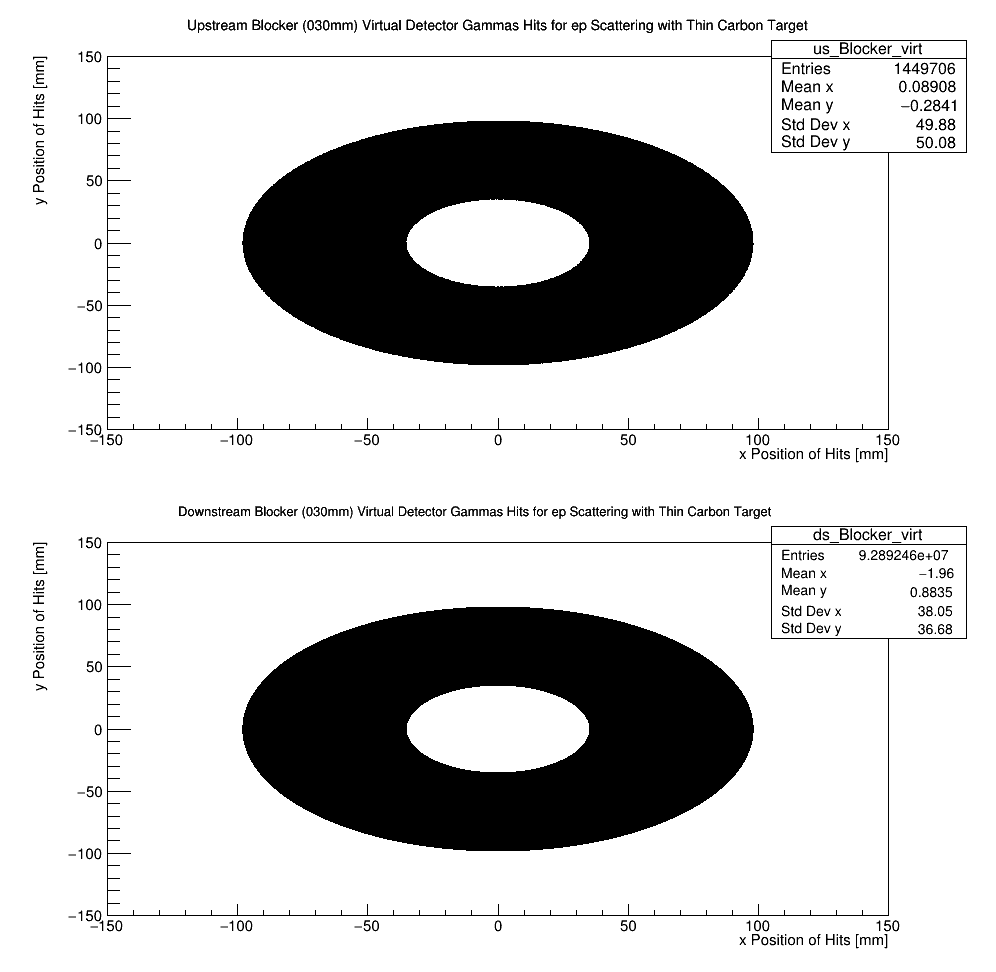 Upstream Blocker (030mm) Virtual Detector Gammas Hits for ep Scattering with Thin Carbon Target
us_Blocker_virt
Entries 1449706
Mean x 0.08908
Mean y −0.2841
Std Dev x 49.88
Std Dev y 50.08
y Position of Hits [mm]
150
100
50
0
−50
−100
−150
−150 −100 −50 0 50 100 150
x Position of Hits [mm]
Downstream Blocker (030mm) Virtual Detector Gammas Hits for ep Scattering with Thin Carbon Target
ds_Blocker_virt
Entries 9.289246e+07
Mean x −1.96
Mean y 0.8835
Std Dev x 38.05
Std Dev y 36.68
y Position of Hits [mm]
150
100
50
0
−50
−100
−150
−150 −100 −50 0 50 100 150
x Position of Hits [mm]